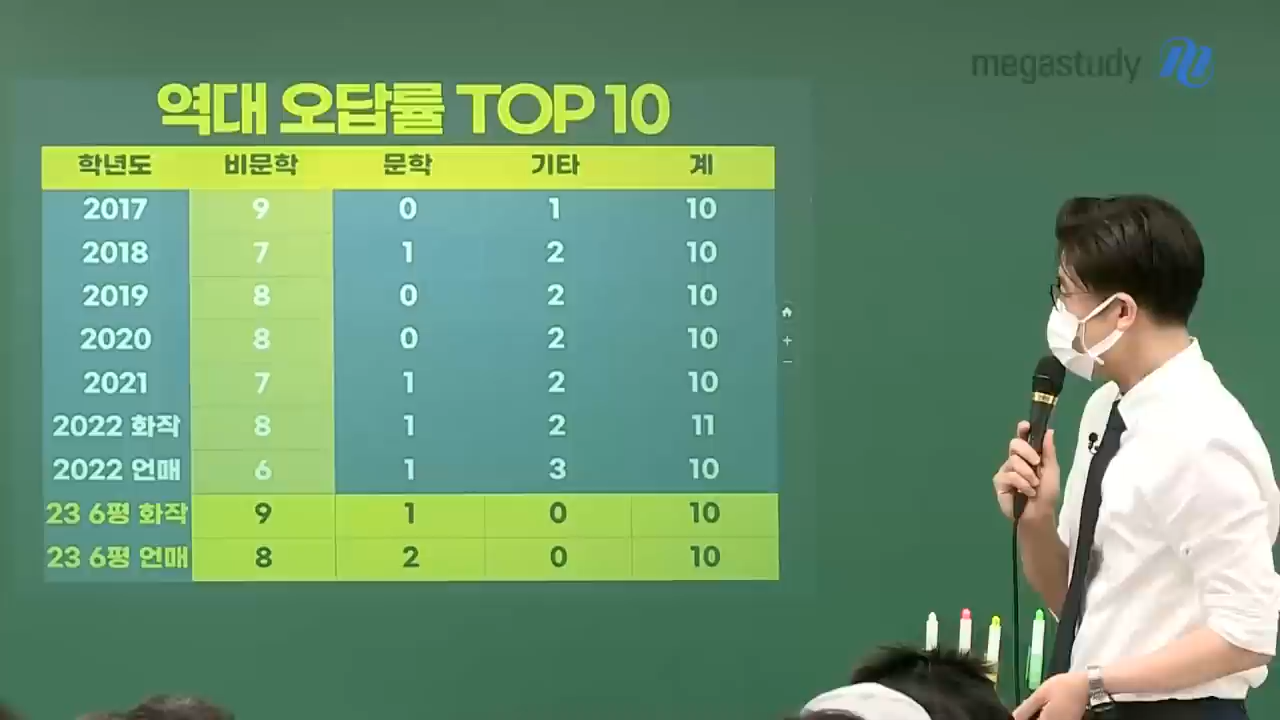 megastudy
역대 오답률 TOP 10
학년도 비문학 문학 기타 계
2017 9 0 1 10
2018 7 1 2 10
2019 8 0 2 10
2020 8 0 2 10
2021 7 1 2 10
2022 화작 8 1 2 11
2022 언매 6 1 3 10
23 6평 화작 9 1 0 10
23 6평 언매 8 2 0 10